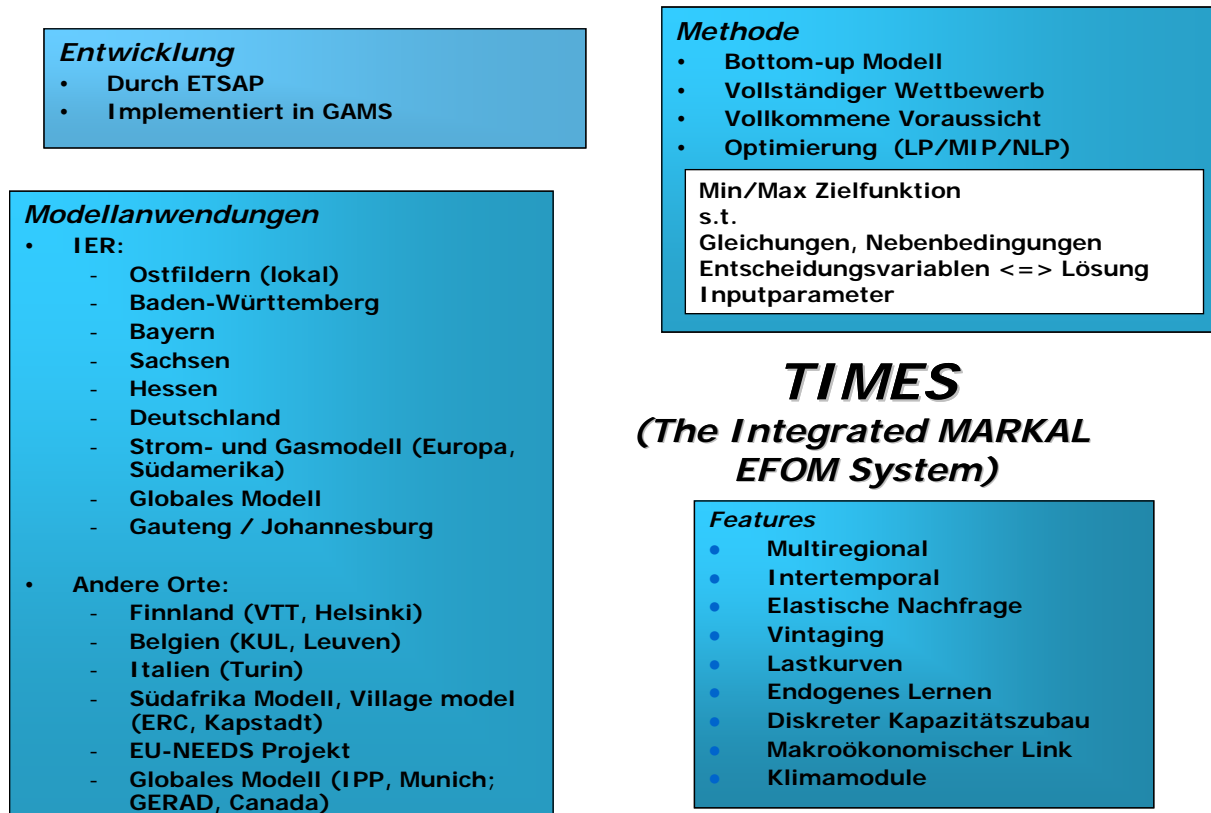 Entwicklung
• Durch ETSAP
• Implementiert in GAMS
Modellanwendungen
• IER:
- Ostfildern (lokal)
- Baden-Württemberg
- Bayern
- Sachsen
- Hessen
- Deutschland
- Strom- und Gasmodell (Europa,
Südamerika)
- Globales Modell
- Gauteng / Johannesburg
• Andere Orte:
- Finnland (VTT, Helsinki)
- Belgien (KUL, Leuven)
- Italien (Turin)
- Südafrika Modell, Village model
(ERC, Kapstadt)
- EU-NEEDS Projekt
- Globales Modell (IPP, Munich;
GERAD, Canada)
Methode
• Bottom-up Modell
• Vollständiger Wettbewerb
• Vollkommene Voraussicht
• Optimierung (LP/MIP/NLP)
Min/Max Zielfunktion
s.t.
Gleichungen, Nebenbedingungen
Entscheidungsvariablen <=> Lösung
Inputparameter
TIMES
(The Integrated MARKAL
EFOM System)
Features
● Multiregional
● Intertemporal
● Elastische Nachfrage
● Vintaging
● Lastkurven
● Endogenes Lernen
● Diskreter Kapazitätszubau
● Makroökonomischer Link
● Klimamodule